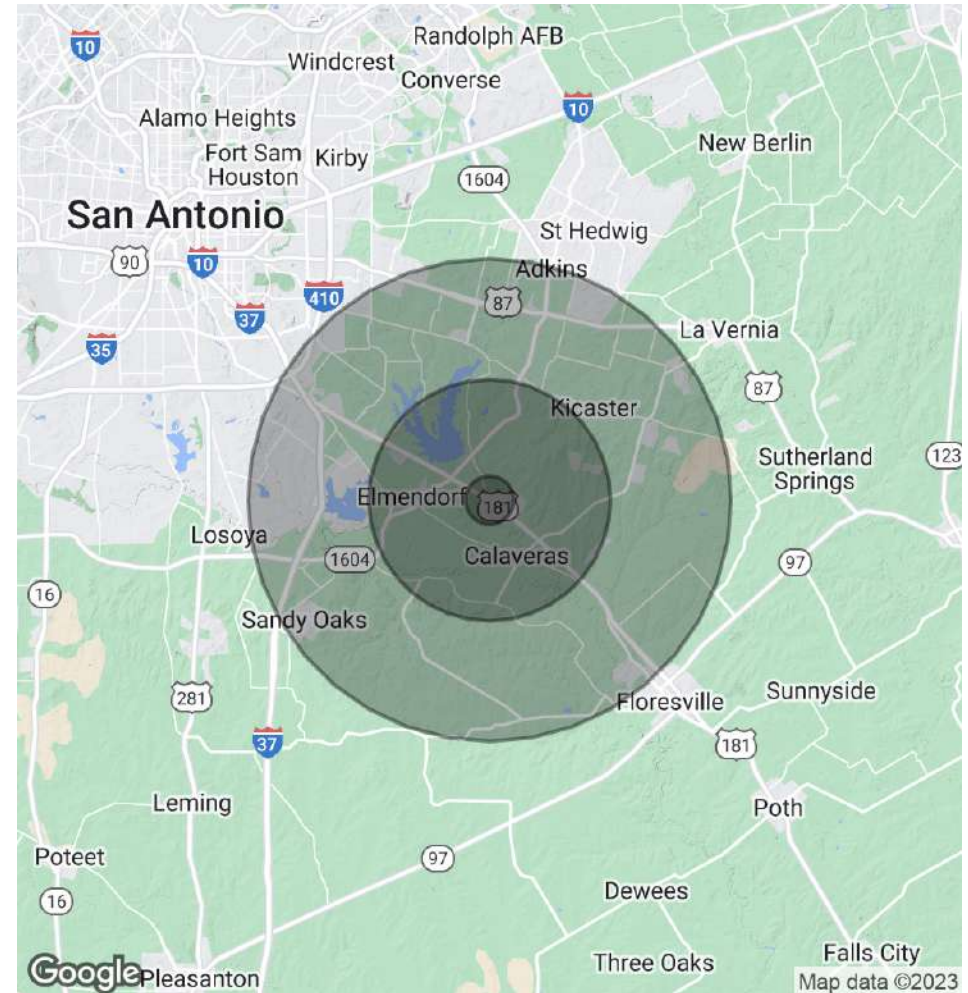 Randolph AFB
10
Windcrest
Converse
10
Alamo Heights
Fort Sam
Houston
Kirby
New Berlin
1604
San Antonio
St Hedwig
90
10
Adkins
410
87
37
La Vernia
35
87
Kicaster
123
Sutherland
Springs
Elmendorf
181
Losoya
Calaveras
1604
97
16
Sandy Oaks
281
Floresville
Sunnyside
37
181
Leming
Poth
Poteet
97
16
Dewees
Three Oaks
Falls City
Google
Pleasanton
Map data ©2023